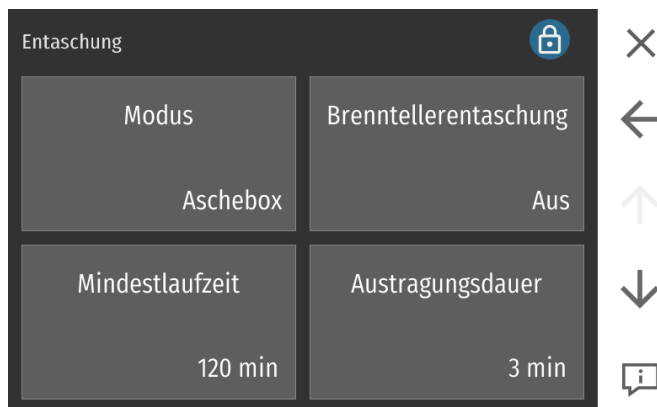 Entaschung
Modus
Aschebox
Brenntellerentaschung
Aus
Mindestlaufzeit
120 min
Austragungsdauer
3 min